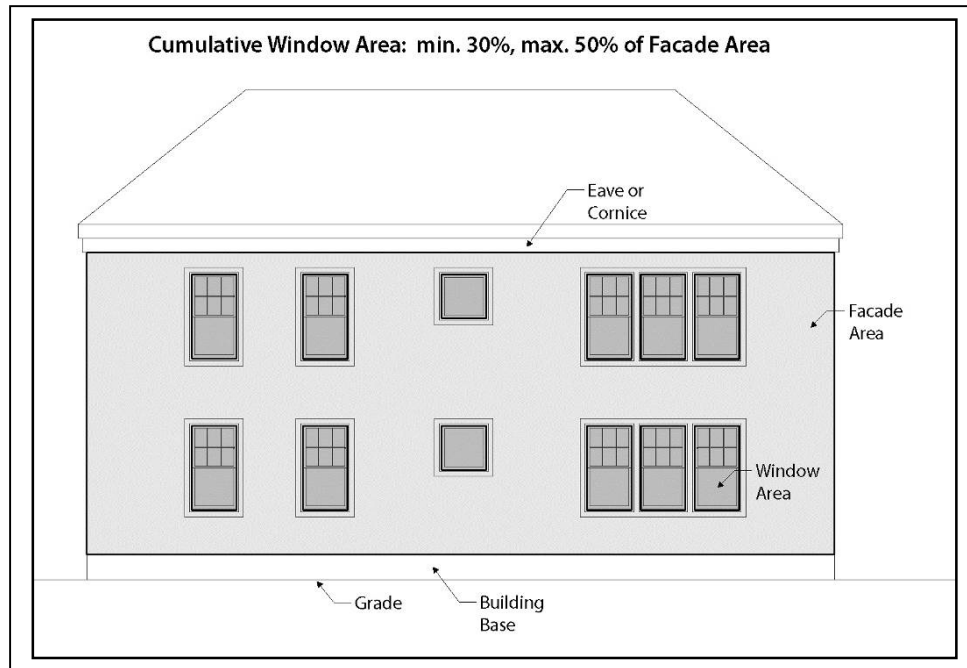 Cumulative Window Area: min. 30%, max. 50% of Facade Area
Eave or
Cornice
Facade
Area
Window
Area
Grade
Building
Base